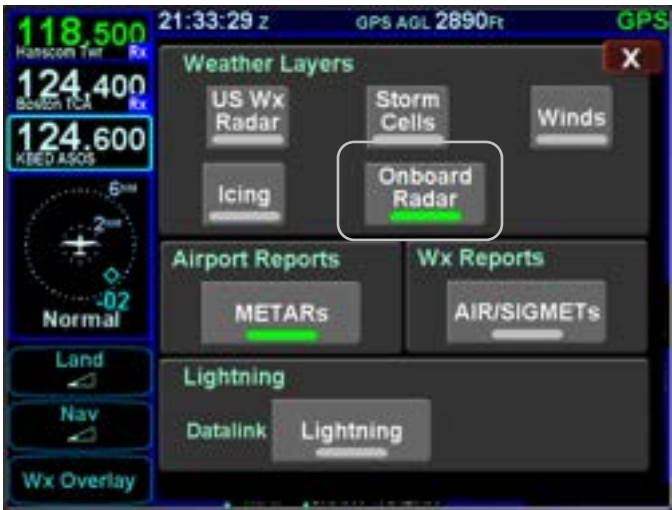 118.500
Hanscom Twr Rx
21:33:29 Z GPS AGL 2890Ft GPS
124.400
Boston TCA Rx
124.600
KBED ASOS
6nm
2nm
-02
Normal
Land
Nav
Wx Overlay
Weather Layers X
US Wx
Radar
Storm
Cells
Winds
Icing
Onboard
Radar
Airport Reports
METARs
Wx Reports
AIR/SIGMETs
Lightning
Datalink Lightning